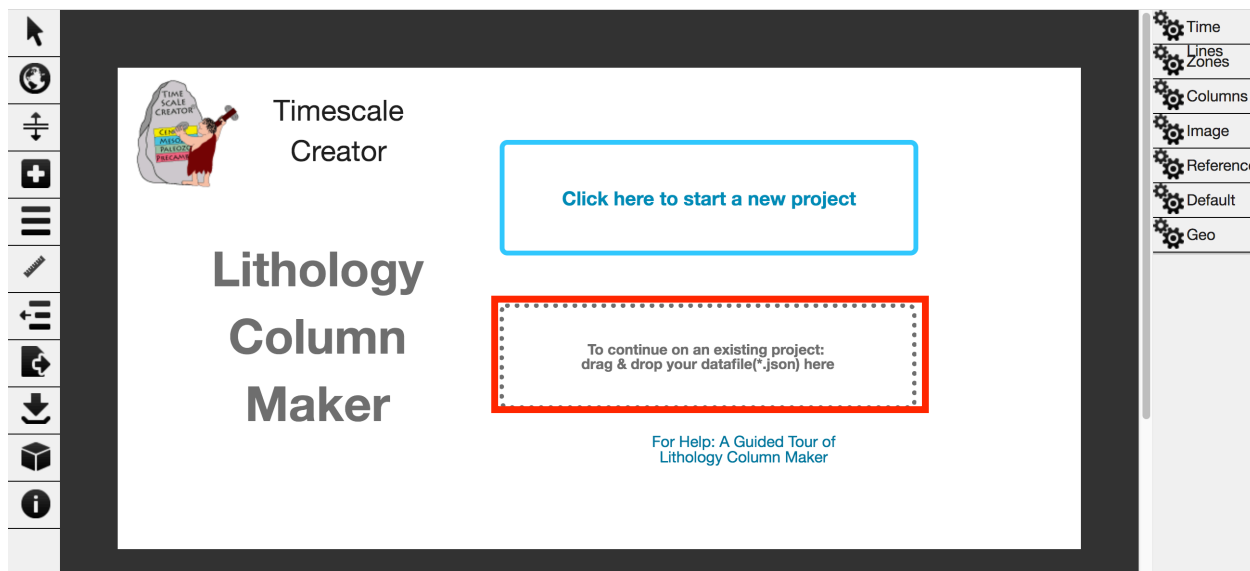 TIME
SCALE
CREATOR
Timescale
Creator
Lithology
Column
Maker
Click here to start a new project
To continue on an existing project:
drag & drop your datafile(*.json) here
For Help: A Guided Tour of
Lithology Column Maker
Time
Lines
Zones
Columns
Image
Reference
Default
Geo